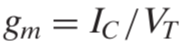 g_m = I_C / V_T